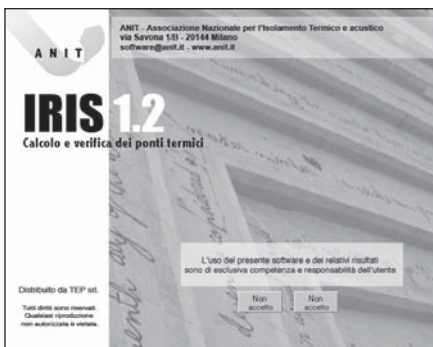 ANIT
ANIT - Associazione Nazionale per l'Isolamento Termico e acustico
via Savona 1/B - 20144 Milano
software@anit.it - www.anit.it
IRIS 1.2
Calcolo e verifica dei ponti termici
L'uso del presente software e dei relativi risultati
sono di esclusiva competenza e responsabilità dell'utente
Non
accetto
Non
accetto
Distribuito da TEP srl.
Tutti diritti sono riservati.
Qualsiasi riproduzione
non autorizzata è vietata.